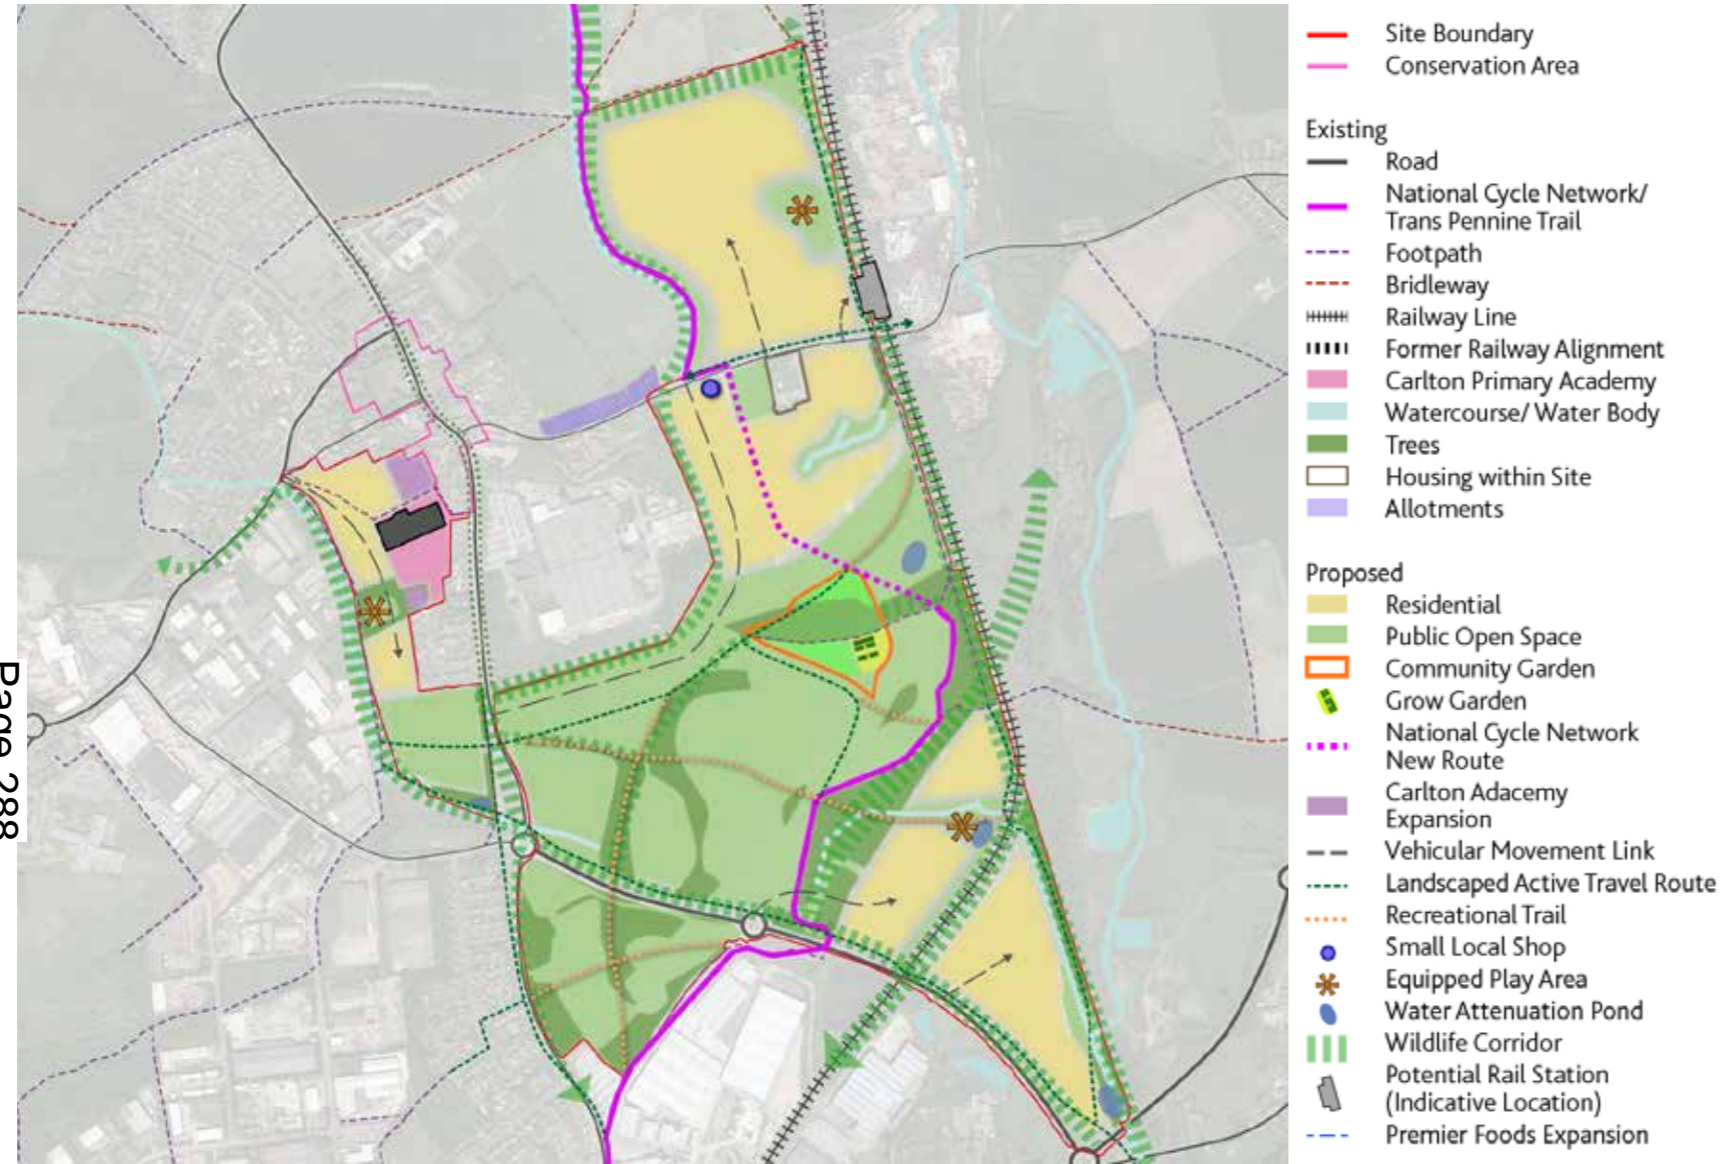 Site Boundary
Conservation Area
Existing
Road
National Cycle Network/
Trans Pennine Trail
Footpath
Bridleway
Railway Line
Former Railway Alignment
Carlton Primary Academy
Watercourse/ Water Body
Trees
Housing within Site
Allotments
Proposed
Residential
Public Open Space
Community Garden
Grow Garden
National Cycle Network
New Route
Carlton Adacemy
Expansion
Vehicular Movement Link
Landscaped Active Travel Route
Recreational Trail
Small Local Shop
Equipped Play Area
Water Attenuation Pond
Wildlife Corridor
Potential Rail Station
(Indicative Location)
Premier Foods Expansion
Page 288